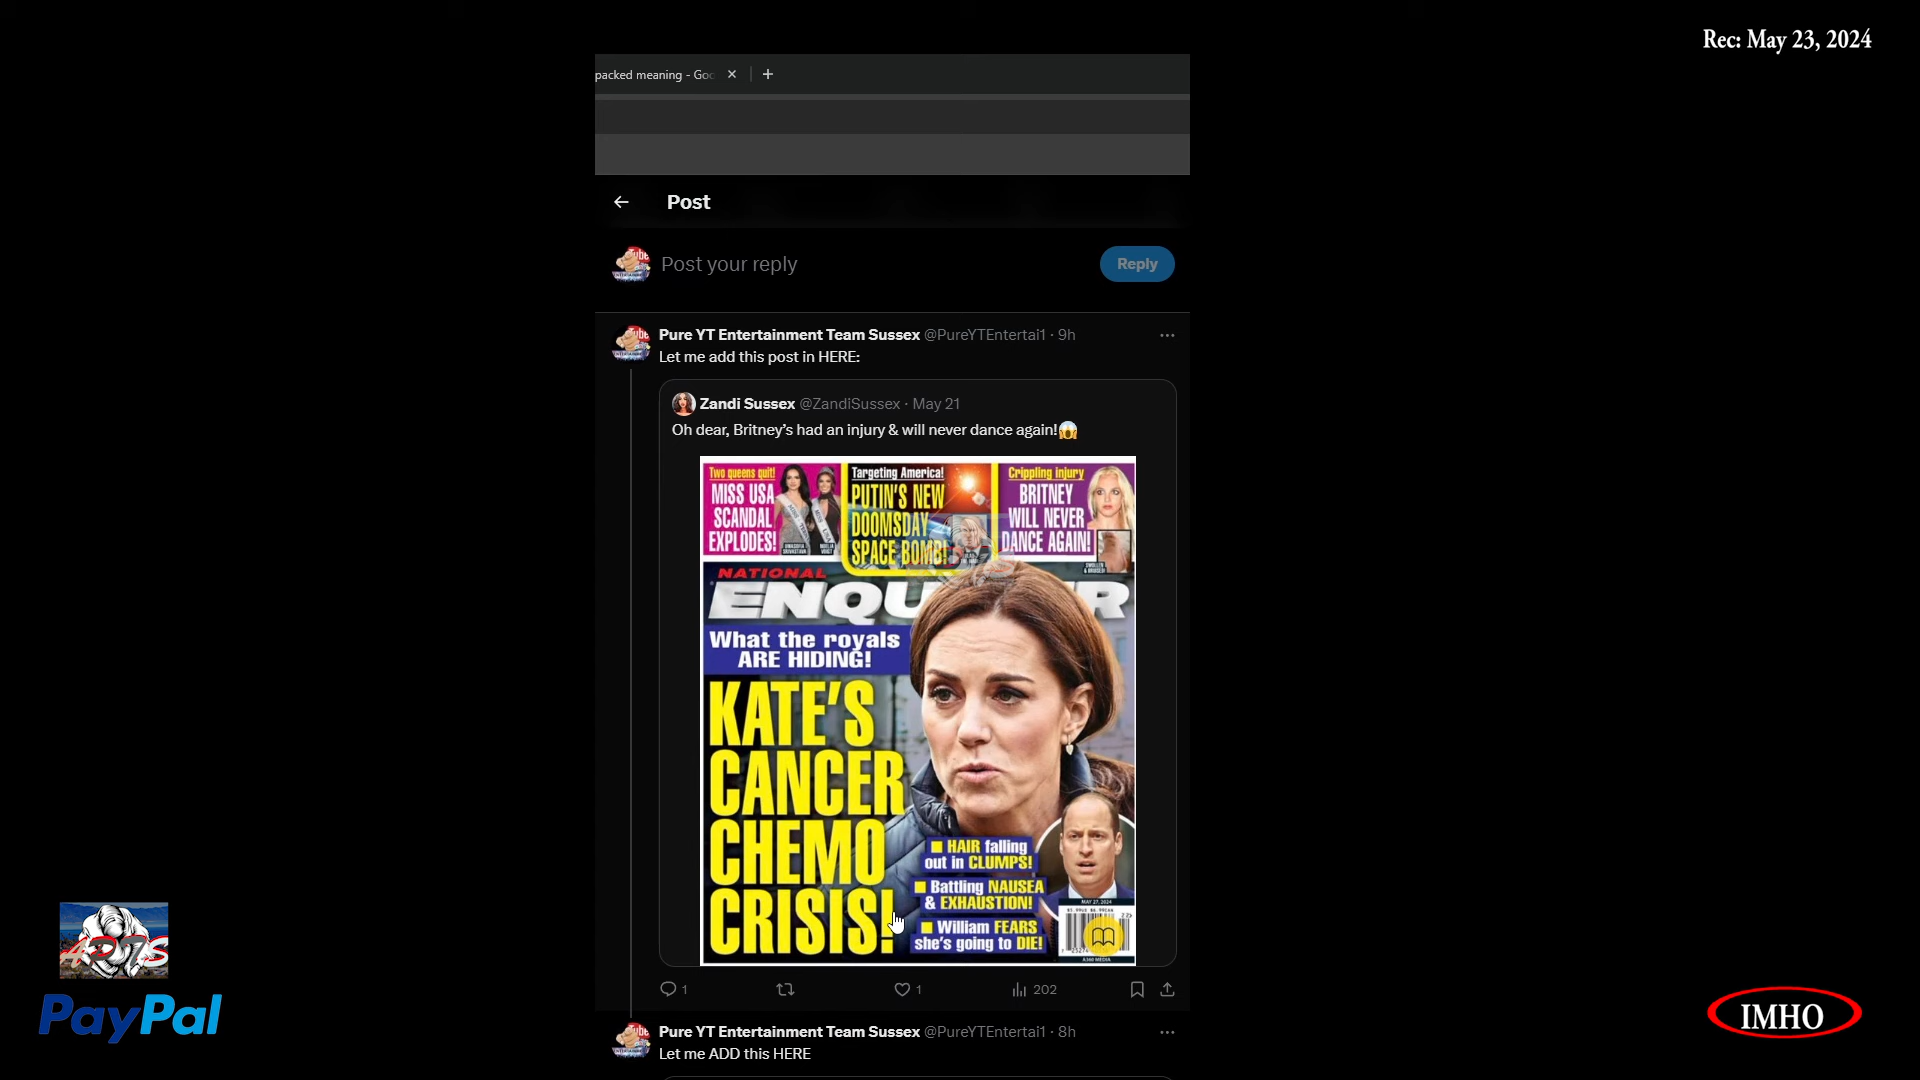 Rec: May 23, 2024
packed meaning - Goo
Post
Post your reply
Reply
Pure YT Entertainment Team Sussex @PureYTEntertai1 · 9h
Let me add this post in HERE:
Zandi Sussex @ZandiSussex · May 21
Oh dear, Britney's had an injury & will never dance again!😱
Two queens quit!
MISS USA
SCANDAL
EXPLODES!
Targeting America!
PUTIN'S NEW
DOOMSDAY
SPACE BOMB!
Crippling injury
BRITNEY
WILL NEVER
DANCE AGAIN!
SWOLLEN
& BRUISED!
NATIONAL
ENQU R
What the royals
ARE HIDING!
KATE'S
CANCER
CHEMO
CRISIS!
HAIR falling
out in CLUMPS!
Battling NAUSEA
& EXHAUSTION!
William FEARS
she's going to DIE!
MAY 27, 2024
A360 MEDIA
1
1
202
Pure YT Entertainment Team Sussex @PureYTEntertai1 · 8h
Let me ADD this HERE
PayPal
IMHO